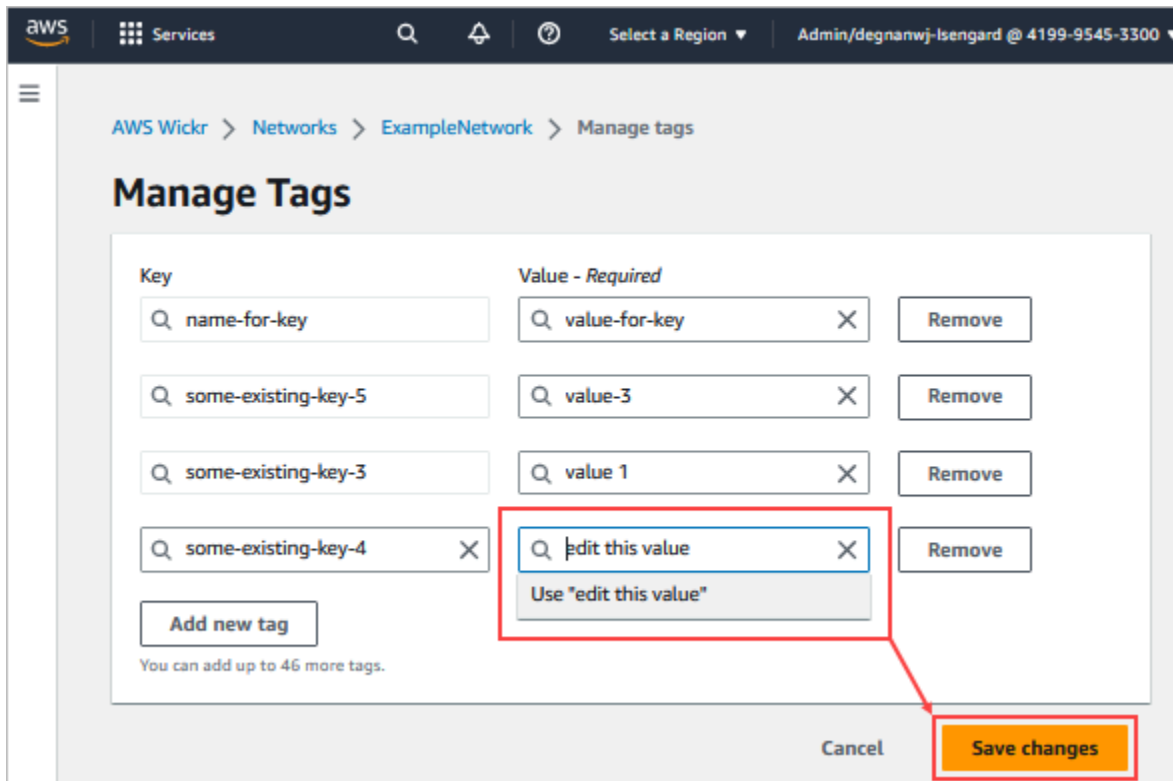 aws Services Select a Region Admin/degnanwj-Isengard @ 4199-9545-3300
AWS Wickr > Networks > ExampleNetwork > Manage tags
Manage Tags
Key Value - Required
name-for-key value-for-key Remove
some-existing-key-5 value-3 Remove
some-existing-key-3 value 1 Remove
some-existing-key-4 edit this value Remove
Use "edit this value"
Add new tag
You can add up to 46 more tags.
Cancel Save changes